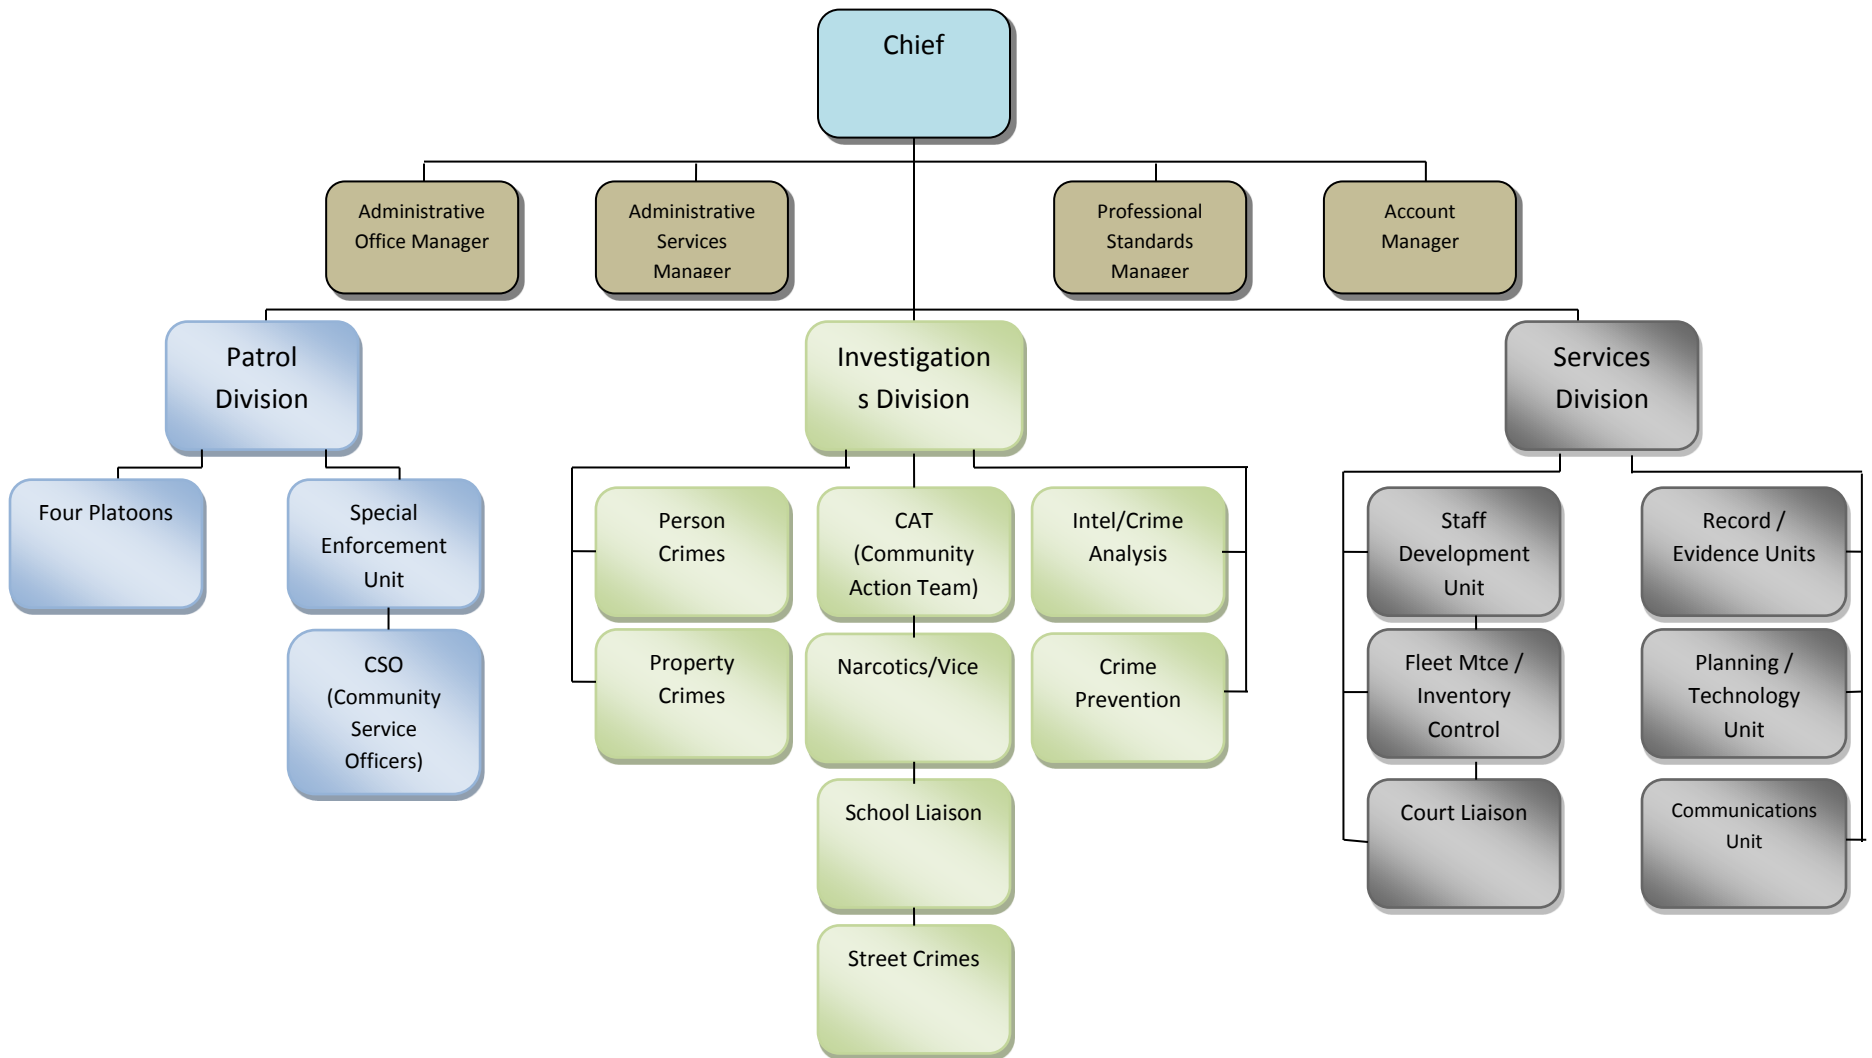 Chief
Administrative
Office Manager
Administrative
Services
Manager
Professional
Standards
Manager
Account
Manager
Patrol
Division
Investigation
s Division
Services
Division
Four Platoons
Special
Enforcement
Unit
CSO
(Community
Service
Officers)
Person
Crimes
Property
Crimes
CAT
(Community
Action Team)
Narcotics/Vice
School Liaison
Street Crimes
Intel/Crime
Analysis
Crime
Prevention
Staff
Development
Unit
Fleet Mtce /
Inventory
Control
Court Liaison
Record /
Evidence Units
Planning /
Technology
Unit
Communications
Unit